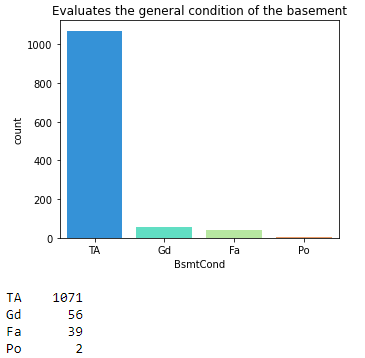 Evaluates the general condition of the basement
1000
800
600
400
200
0
count
TA Gd Fa Po
BsmtCond
TA 1071
Gd 56
Fa 39
Po 2